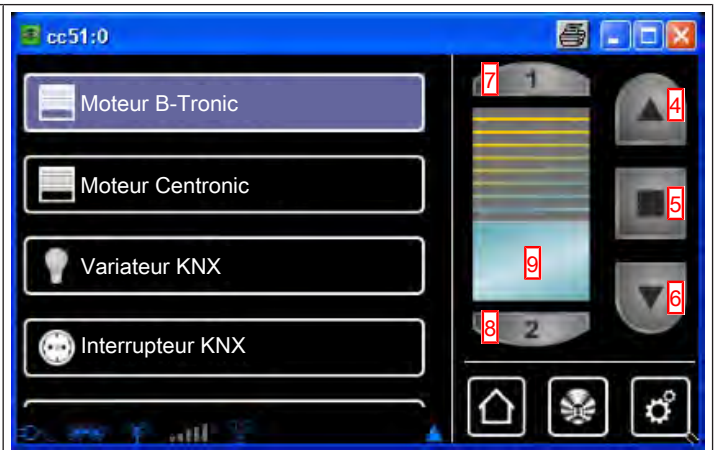 cc51:0
Moteur B-Tronic
Moteur Centronic
Variateur KNX
Interrupteur KNX
7
1
4
5
9
6
8
2